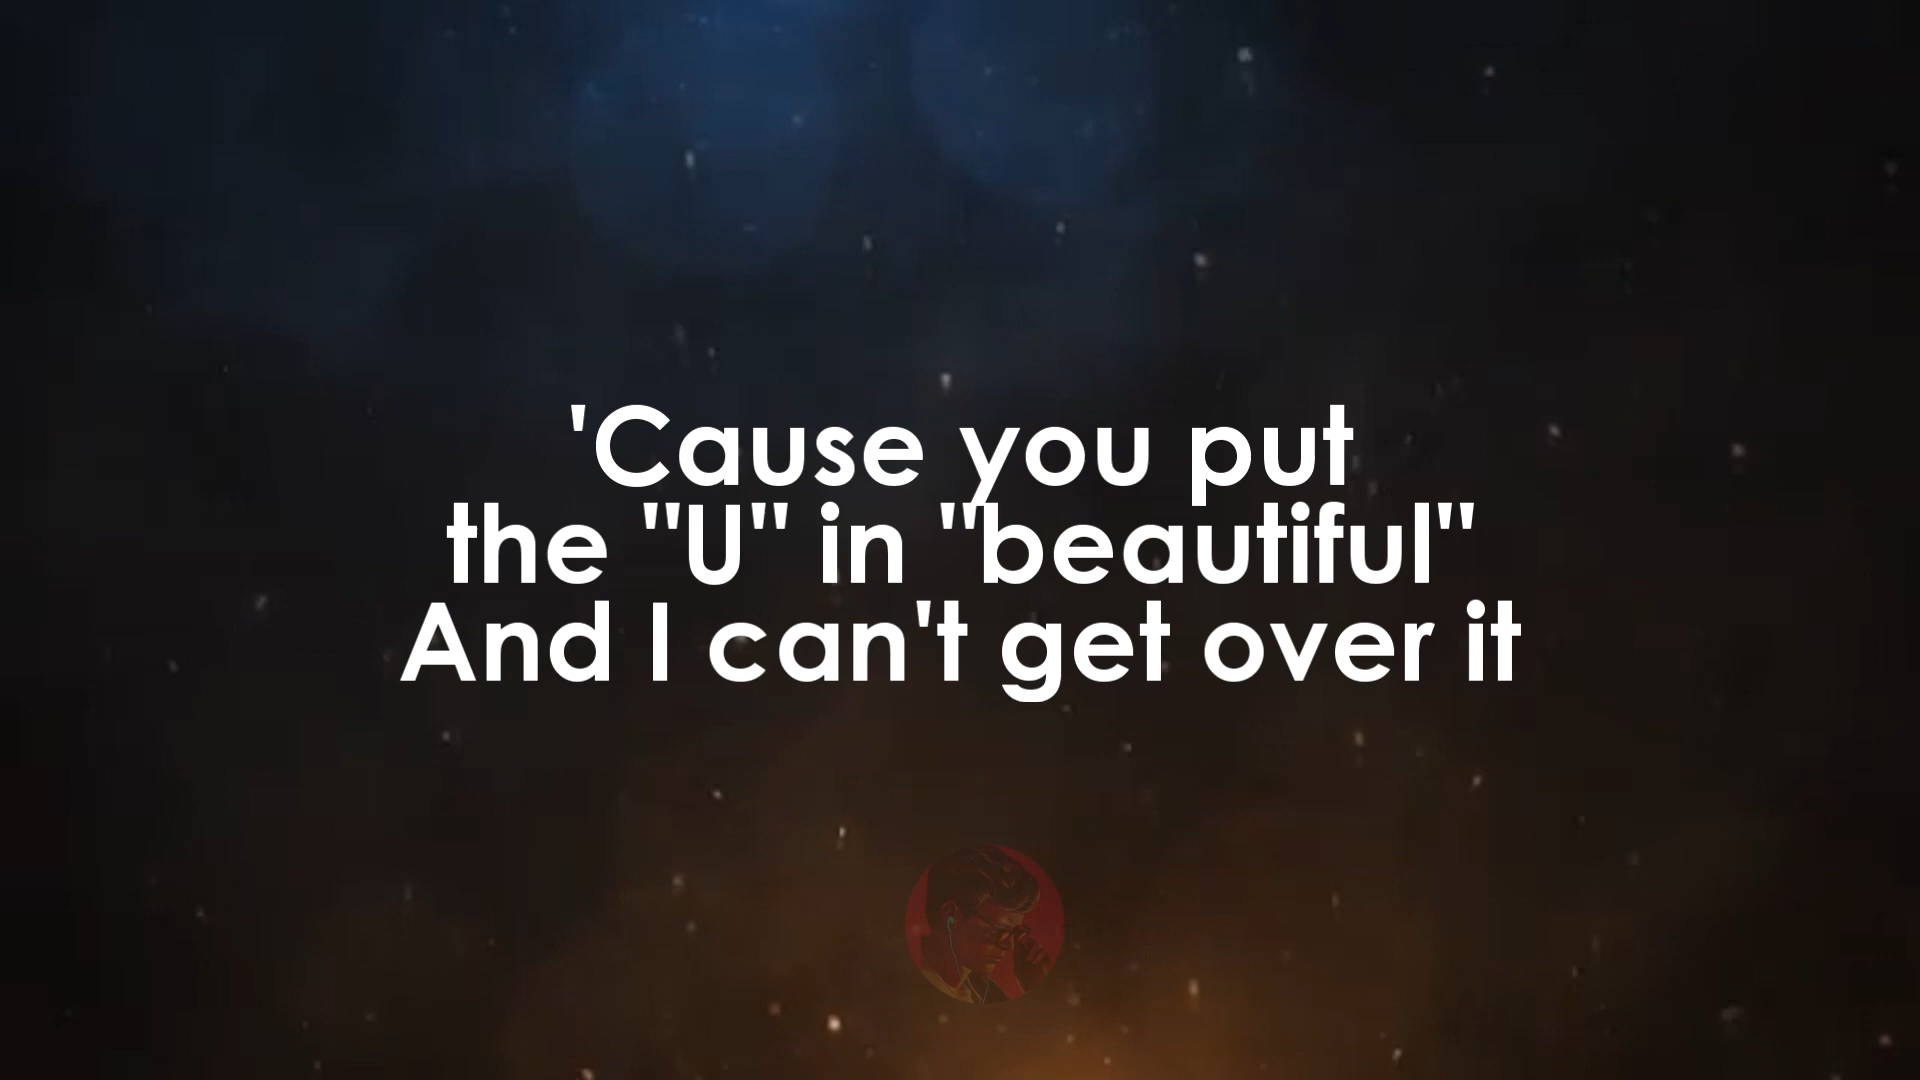 'Cause you put
the "U" in "beautiful"
And I can't get over it